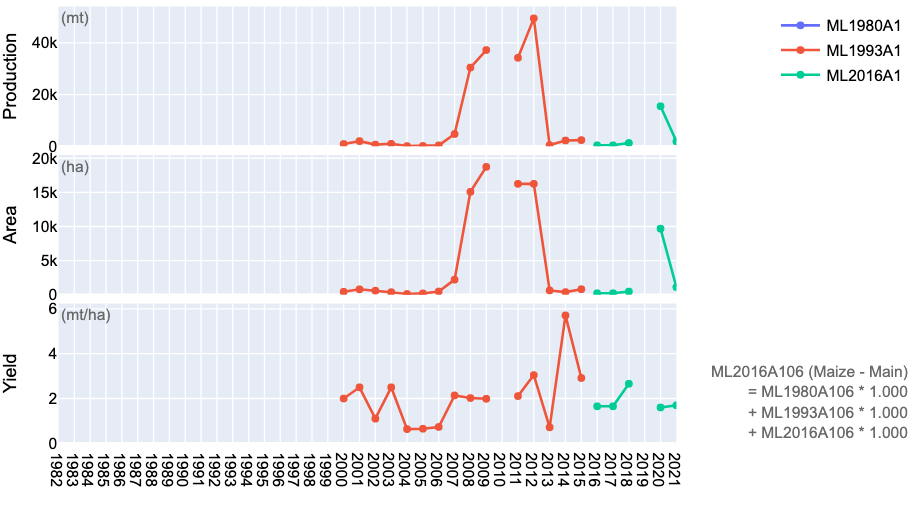 (mt)
Production
40k
20k
0
ML1980A1
ML1993A1
ML2016A1
(ha)
Area
20k
15k
10k
5k
0
(mt/ha)
Yield
6
4
2
0
1982
1983
1984
1985
1986
1987
1988
1989
1990
1991
1992
1993
1994
1995
1996
1997
1998
1999
2000
2001
2002
2003
2004
2005
2006
2007
2008
2009
2010
2011
2012
2013
2014
2015
2016
2017
2018
2019
2020
2021
ML2016A106 (Maize - Main)
= ML1980A106 * 1.000
+ ML1993A106 * 1.000
+ ML2016A106 * 1.000